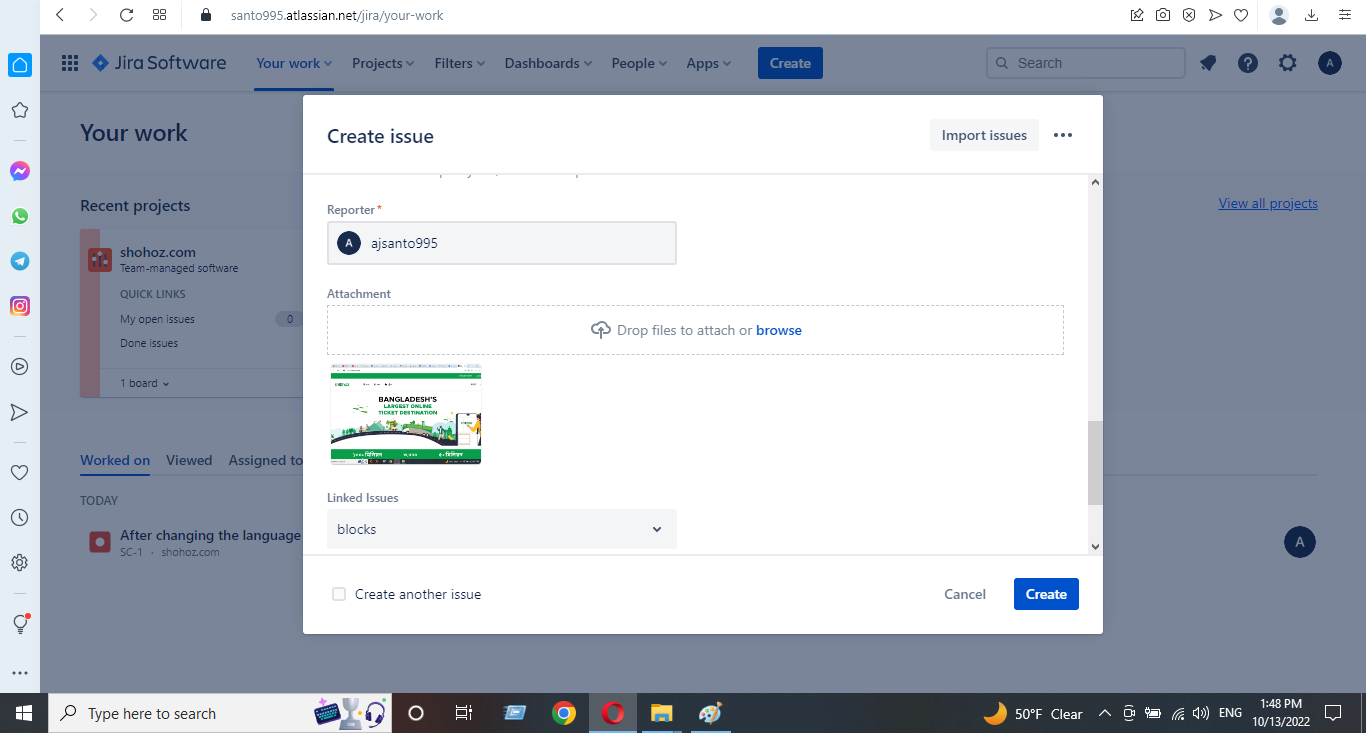 santo995.atlassian.net/jira/your-work
Jira Software
Your work
Projects
Filters
Dashboards
People
Apps
Create
Search
A
Your work
Recent projects
View all projects
shohoz.com
Team-managed software
QUICK LINKS
My open issues
0
Done issues
1 board
Worked on
Viewed
Assigned to
TODAY
After changing the language
SC-1 · shohoz.com
A
Create issue
Import issues
Reporter*
A ajsanto995
Attachment
Drop files to attach or browse
BANGLADESH'S
LARGEST ONLINE
TICKET DESTINATION
Linked Issues
blocks
Create another issue
Cancel
Create
Type here to search
50°F Clear
ENG
1:48 PM
10/13/2022